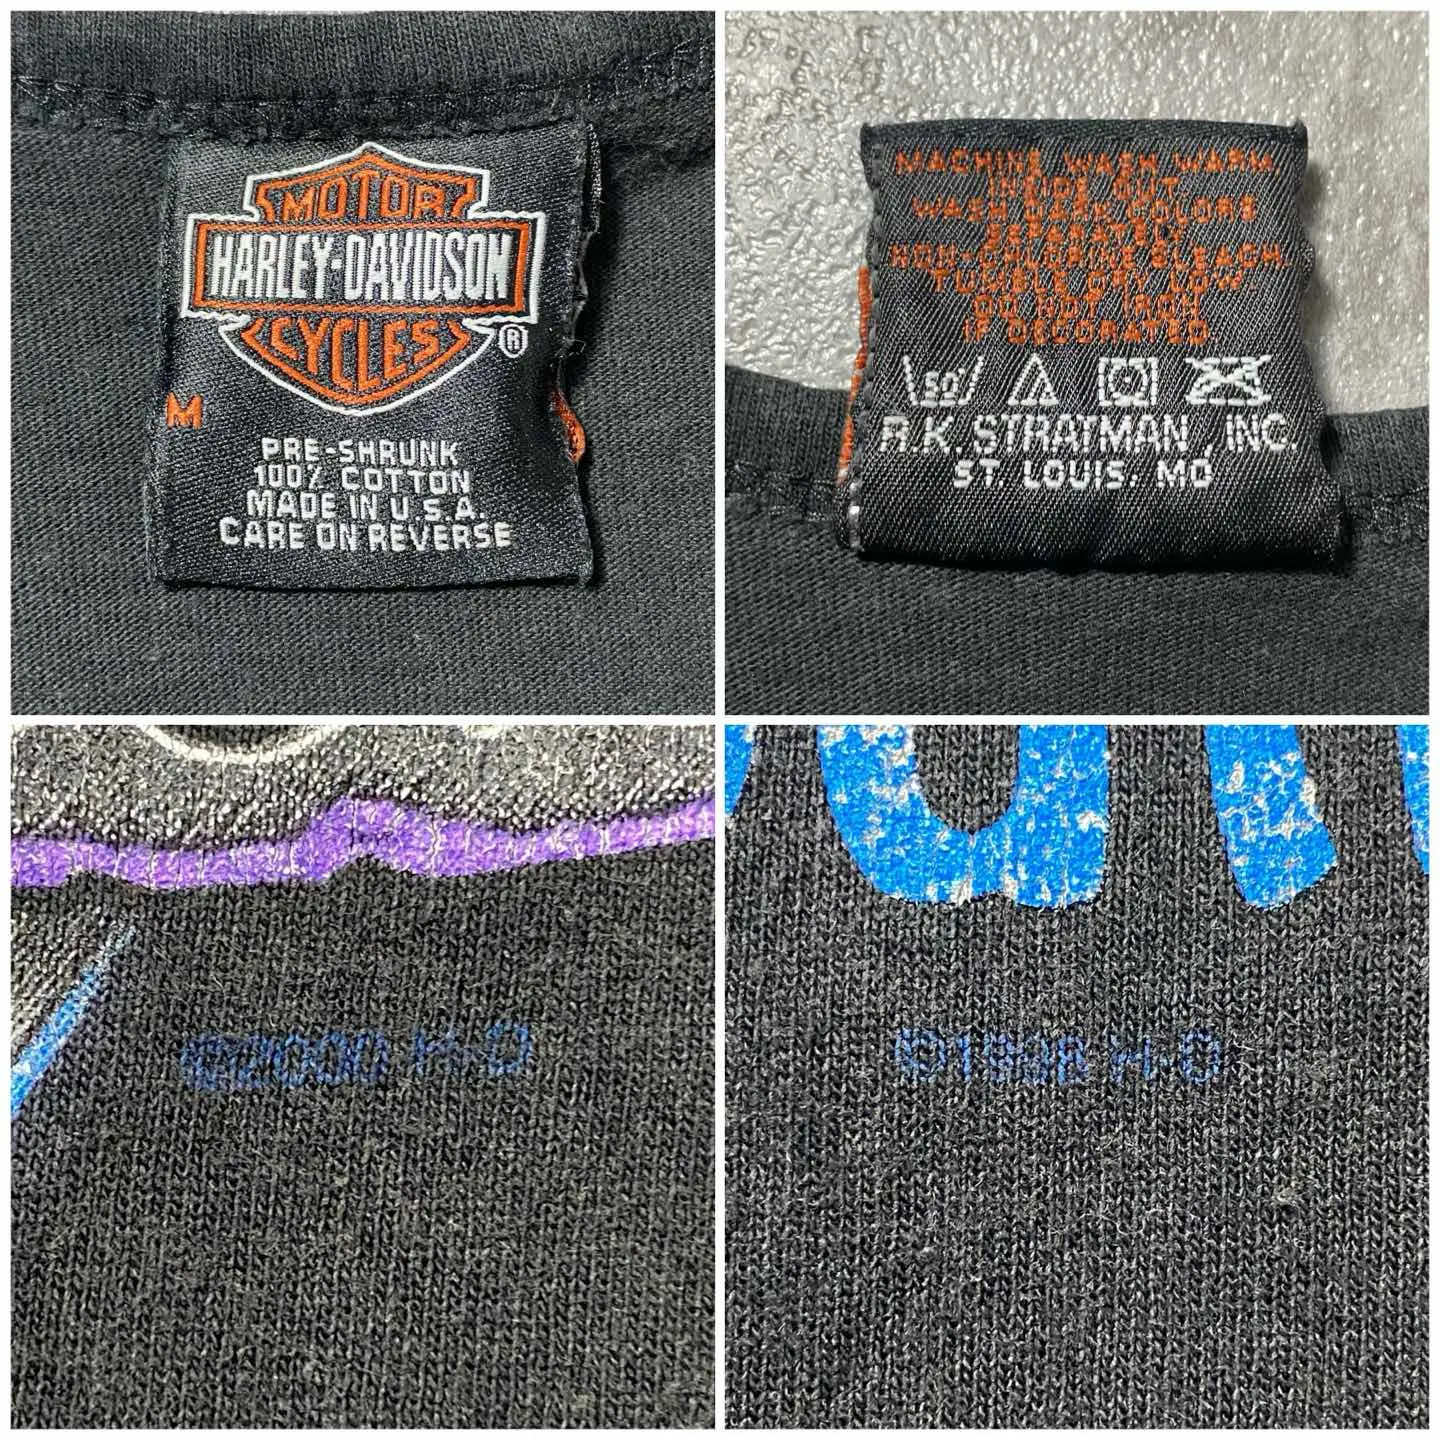 MOTOR
HARLEY-DAVIDSON
CYCLES
®
M
PRE-SHRUNK
100% COTTON
MADE IN U.S.A.
CARE ON REVERSE
MACHINE WASH WARM
INSIDE OUT
WASH DARK COLORS
SEPARATELY
NON-CHLORINE BLEACH,
TUMBLE DRY LOW.
DO NOT IRON
IF DECORATED
50°
R.K. STRATMAN, INC.
ST. LOUIS, MO
©2000 H-D
©1998 H-D